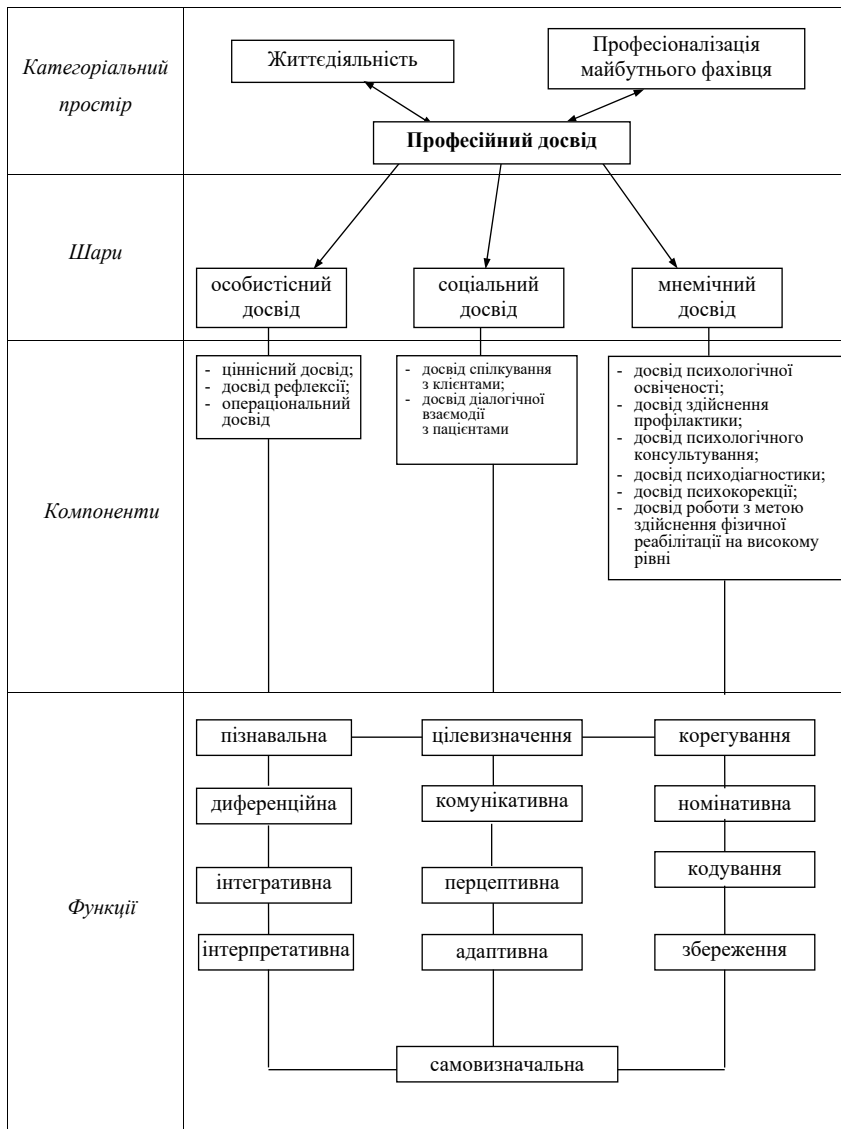 Категоріальний
простір
Життєдіяльність
Професіоналізація
майбутнього фахівця
Професійний досвід
Шари
особистісний
досвід
соціальний
досвід
мнемічний
досвід
Компоненти
- ціннісний досвід;
- досвід рефлексії;
- операціональний
досвід
- досвід спілкування
з клієнтами;
- досвід діалогічної
взаємодії
з пацієнтами
- досвід психологічної
освіченості;
- досвід здійснення
профілактики;
- досвід психологічного
консультування;
- досвід психодіагностики;
- досвід психокорекції;
- досвід роботи з метою
здійснення фізичної
реабілітації на високому
рівні
Функції
пізнавальна
цілевизначення
корегування
диференційна
комунікативна
номінативна
інтегративна
перцептивна
кодування
інтерпретативна
адаптивна
збереження
самовизначальна